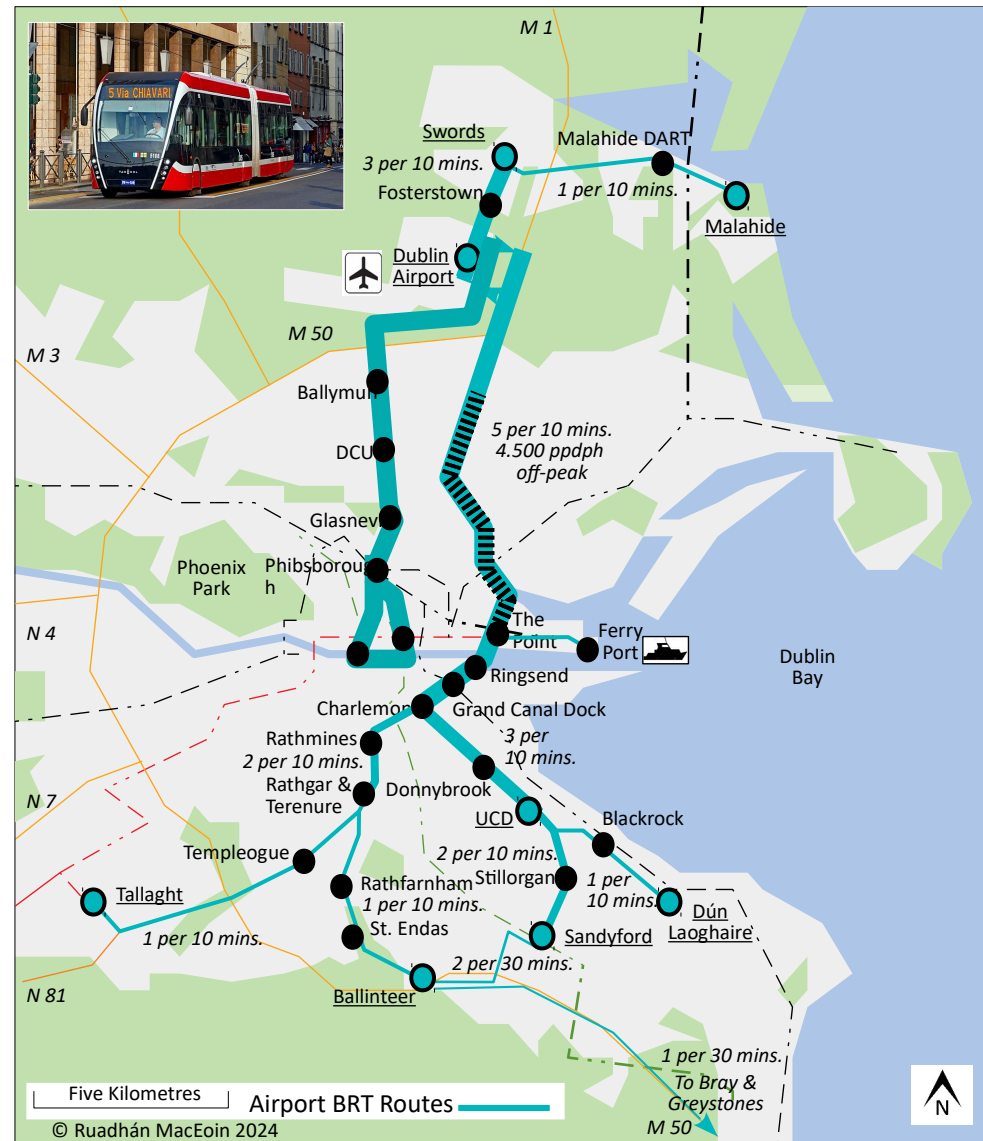 M 1
5 Via CHIAVARI
Swords
Malahide DART
3 per 10 mins.
1 per 10 mins.
Fosterstown
Malahide
Dublin
Airport
M 50
M 3
Ballymun
5 per 10 mins.
4.500 ppdph
off-peak
DCU
Glasnevi
Phoenix
Park
Phibsboroug
h
N 4
The
Point
Ferry
Port
Dublin
Bay
Ringsend
Grand Canal Dock
Charlemon
Rathmines
2 per 10 mins.
3 per
10 mins.
Rathgar &
Terenure
Donnybrook
N 7
UCD
Blackrock
Templeogue
2 per 10 mins.
Stillorgan
Tallaght
Rathfarnham
1 per 10 mins.
1 per
10 mins.
St. Endas
Dún
Laoghaire
Sandyford
1 per 10 mins.
2 per 30 mins.
N 81
Ballinteer
1 per 30 mins.
To Bray &
Greystones
M 50
Five Kilometres
Airport BRT Routes
© Ruadhán MacEoin 2024
N